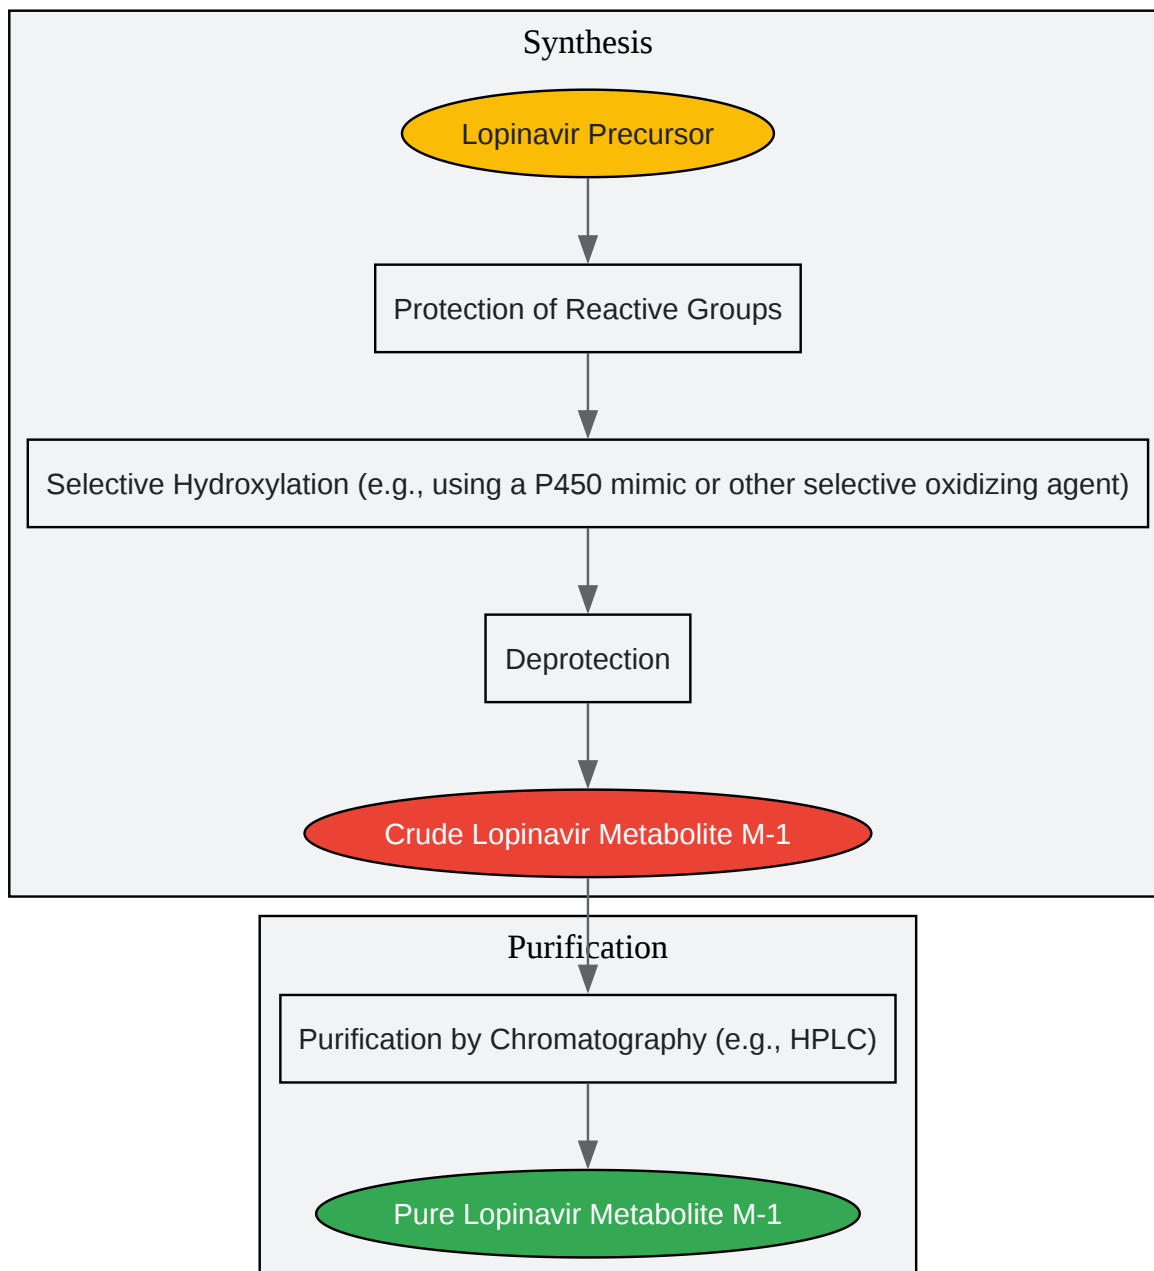 Synthesis
Lopinavir Precursor
Protection of Reactive Groups
Selective Hydroxylation (e.g., using a P450 mimic or other selective oxidizing agent)
Deprotection
Crude Lopinavir Metabolite M-1
Purification
Purification by Chromatography (e.g., HPLC)
Pure Lopinavir Metabolite M-1